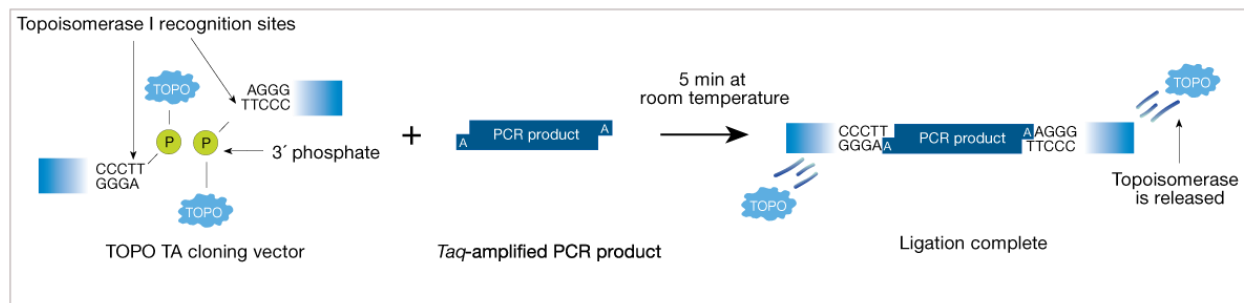 Topoisomerase I recognition sites
TOPO
AGGG
TTCCC
P
P
3´ phosphate
CCCTT
GGGA
TOPO
TOPO TA cloning vector
+
A
PCR product
A
Taq-amplified PCR product
5 min at
room temperature
CCCTT
GGGA
A
PCR product
A
AGGG
TTCCC
TOPO
TOPO
Topoisomerase
is released
Ligation complete